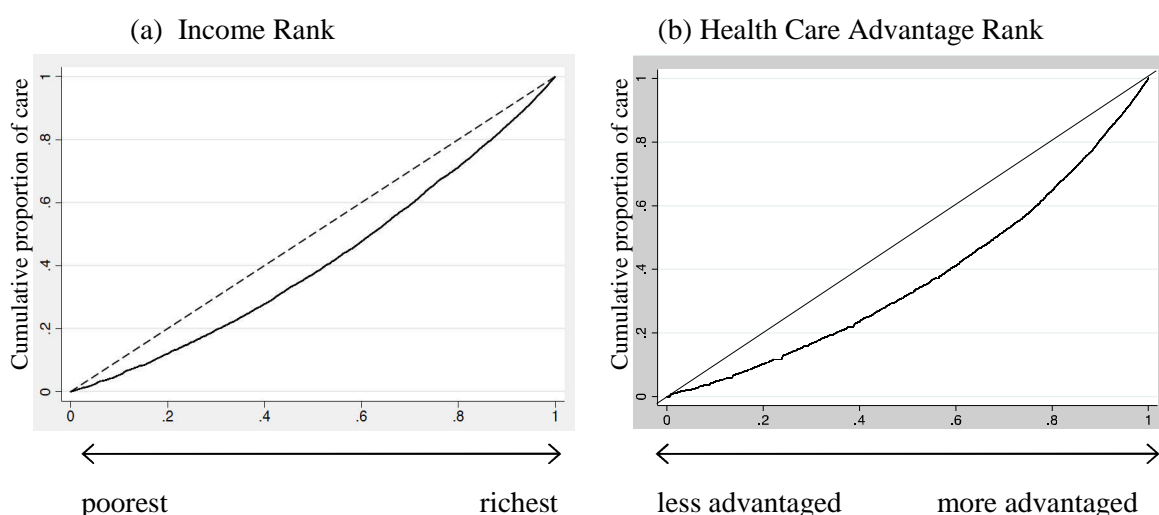 (a) Income Rank
(b) Health Care Advantage Rank
Cumulative proportion of care
1
.8
.6
.4
.2
0
0 .2 .4 .6 .8 1
Cumulative proportion of care
1
.8
.6
.4
.2
0
0 .2 .4 .6 .8 1
poorest richest
less advantaged more advantaged